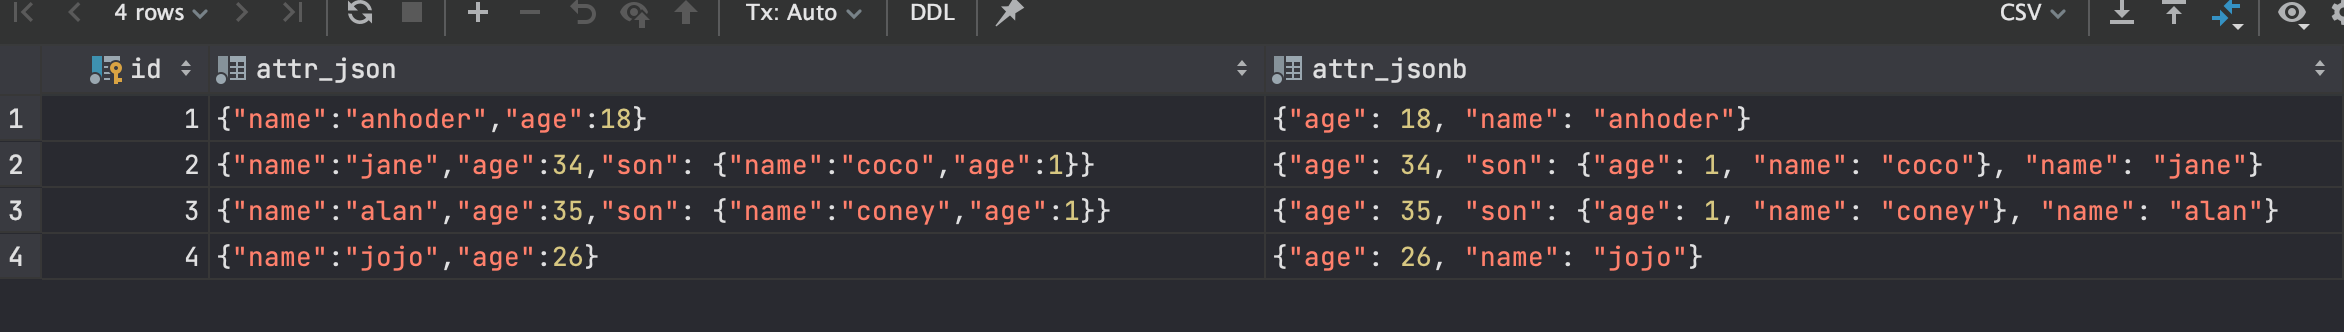 4 rows Tx: Auto DDL CSV
id attr_json attr_jsonb
1 1 {"name":"anhoder","age":18} {"age": 18, "name": "anhoder"}
2 2 {"name":"jane","age":34,"son": {"name":"coco","age":1}} {"age": 34, "son": {"age": 1, "name": "coco"}, "name": "jane"}
3 3 {"name":"alan","age":35,"son": {"name":"coney","age":1}} {"age": 35, "son": {"age": 1, "name": "coney"}, "name": "alan"}
4 4 {"name":"jojo","age":26} {"age": 26, "name": "jojo"}